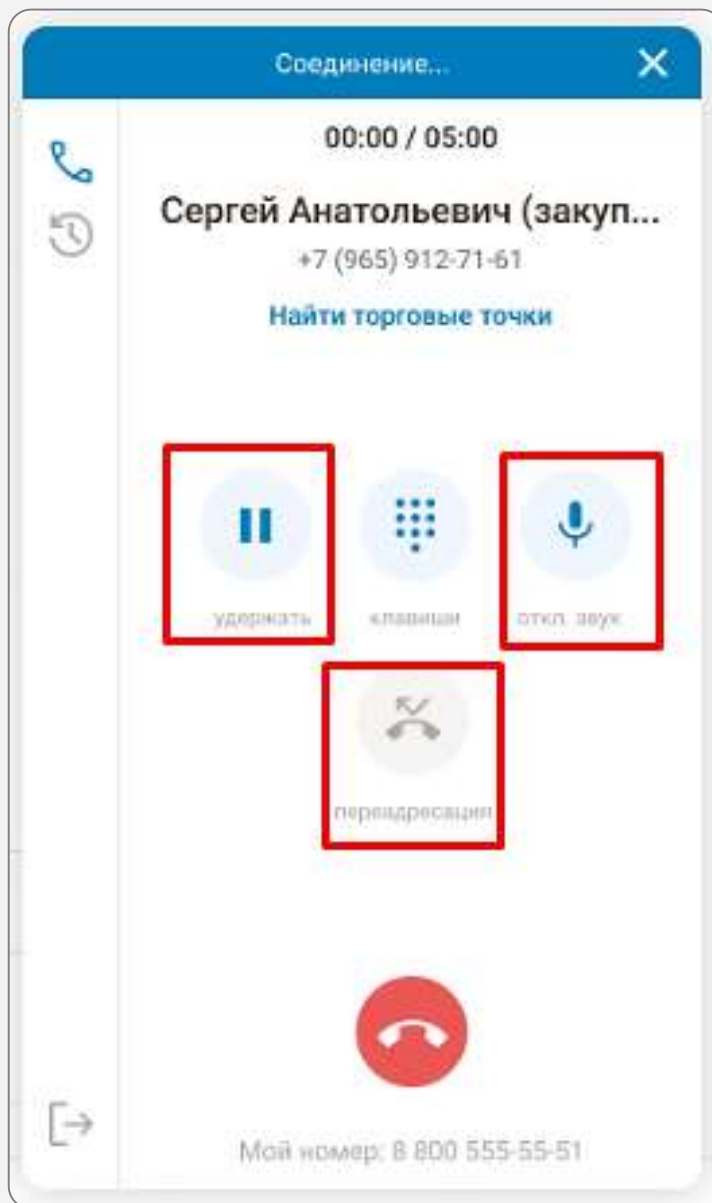 Соединение...
00:00 / 05:00
Сергей Анатольевич (закуп...
+7 (965) 912-71-61
Найти торговые точки
удержать
клавиши
откл. звук
переадресация
Мой номер: 8 800 555-55-51